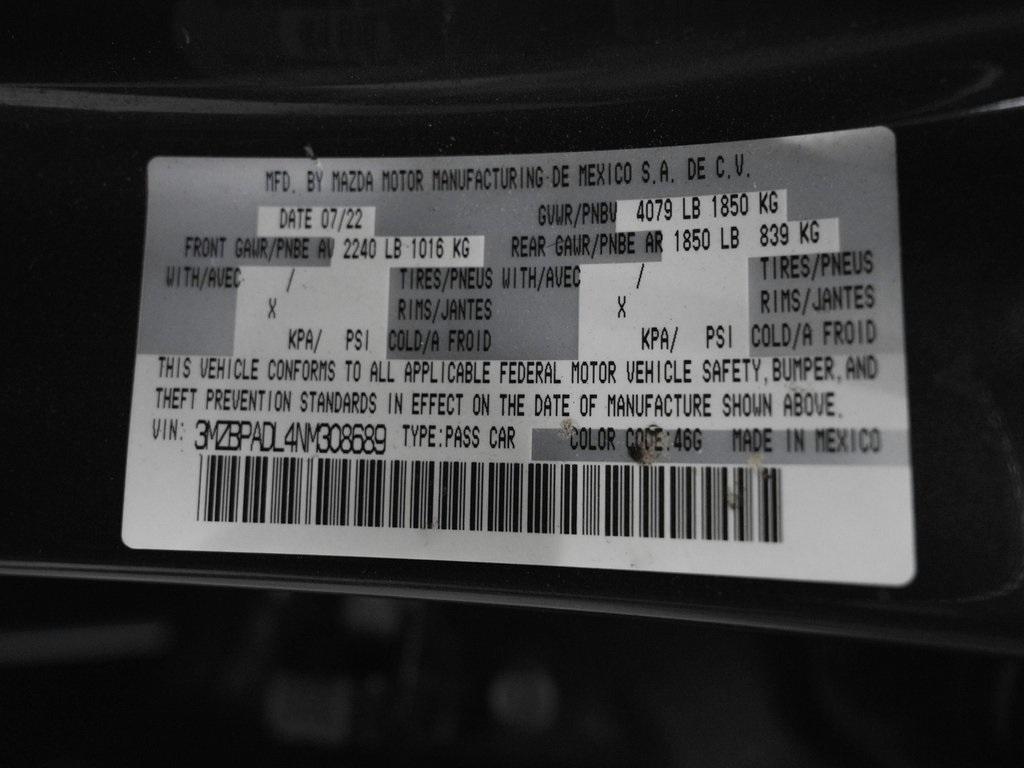 MFD. BY MAZDA MOTOR MANUFACTURING DE MEXICO S.A. DE C.V.
DATE 07/22 GVWR/PNBV 4079 LB 1850 KG
FRONT GAWR/PNBE AV 2240 LB 1016 KG REAR GAWR/PNBE AR 1850 LB 839 KG
WITH/AVEC / TIRES/PNEUS WITH/AVEC / TIRES/PNEUS
X RIMS/JANTES X RIMS/JANTES
KPA/ PSI COLD/A FROID KPA/ PSI COLD/A FROID
THIS VEHICLE CONFORMS TO ALL APPLICABLE FEDERAL MOTOR VEHICLE SAFETY, BUMPER, AND
THEFT PREVENTION STANDARDS IN EFFECT ON THE DATE OF MANUFACTURE SHOWN ABOVE.
VIN: 3MZBPADL4NM308689 TYPE:PASS CAR COLOR CODE:46G MADE IN MEXICO